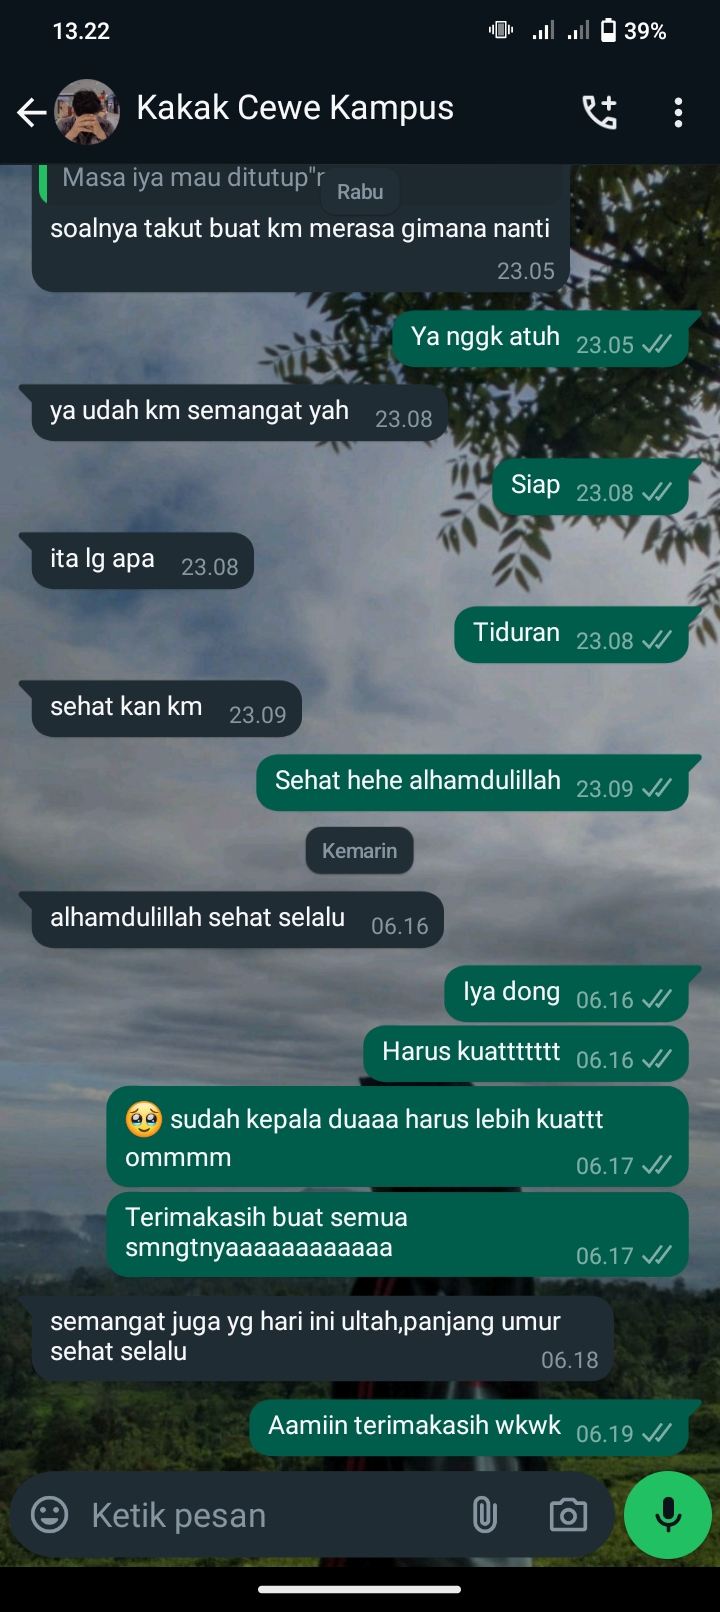 13.22
39%
Kakak Cewe Kampus
Masa iya mau ditutup"
Rabu
soalnya takut buat km merasa gimana nanti
23.05
Ya nggk atuh 23.05
ya udah km semangat yah 23.08
Siap 23.08
ita lg apa 23.08
Tiduran 23.08
sehat kan km 23.09
Sehat hehe alhamdulillah 23.09
Kemarin
alhamdulillah sehat selalu 06.16
Iya dong 06.16
Harus kuattttttt 06.16
🥹 sudah kepala duaaa harus lebih kuattt
ommmm 06.17
Terimakasih buat semua
smngtnyaaaaaaaaaaaaa 06.17
semangat juga yg hari ini ultah,panjang umur
sehat selalu 06.18
Aamiin terimakasih wkwk 06.19
Ketik pesan